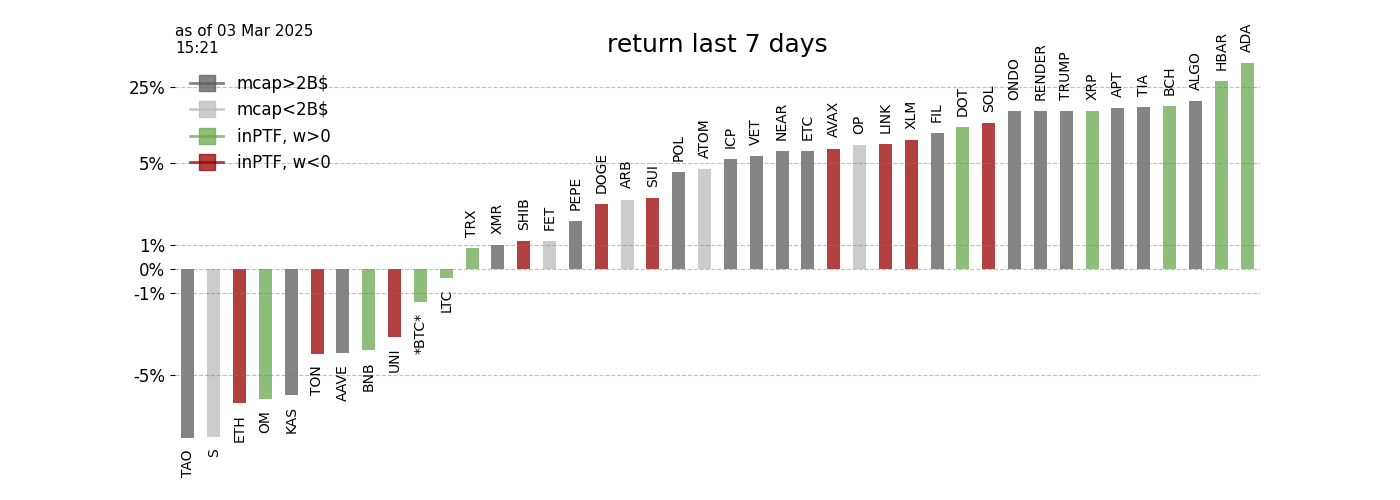 as of 03 Mar 2025
15:21
return last 7 days
mcap>2B$
mcap<2B$
inPTF, w>0
inPTF, w<0
25%
5%
1%
0%
-1%
-5%
TAO
S
ETH
OM
KAS
TON
AAVE
BNB
UNI
*BTC*
LTC
TRX
XMR
SHIB
FET
PEPE
DOGE
ARB
SUI
POL
ATOM
ICP
VET
NEAR
ETC
AVAX
OP
LINK
XLM
FIL
DOT
SOL
ONDO
RENDER
TRUMP
XRP
APT
TIA
BCH
ALGO
HBAR
ADA